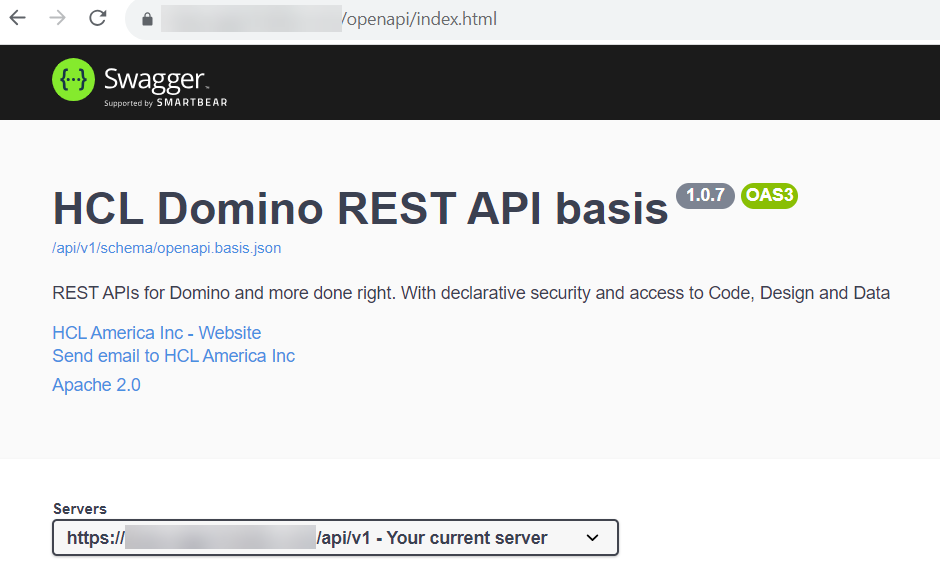 /openapi/index.html
{···} Swagger™
Supported by SMARTBEAR
HCL Domino REST API basis 1.0.7 OAS3
/api/v1/schema/openapi.basis.json
REST APIs for Domino and more done right. With declarative security and access to Code, Design and Data
HCL America Inc - Website
Send email to HCL America Inc
Apache 2.0
Servers
https:///api/v1 - Your current server